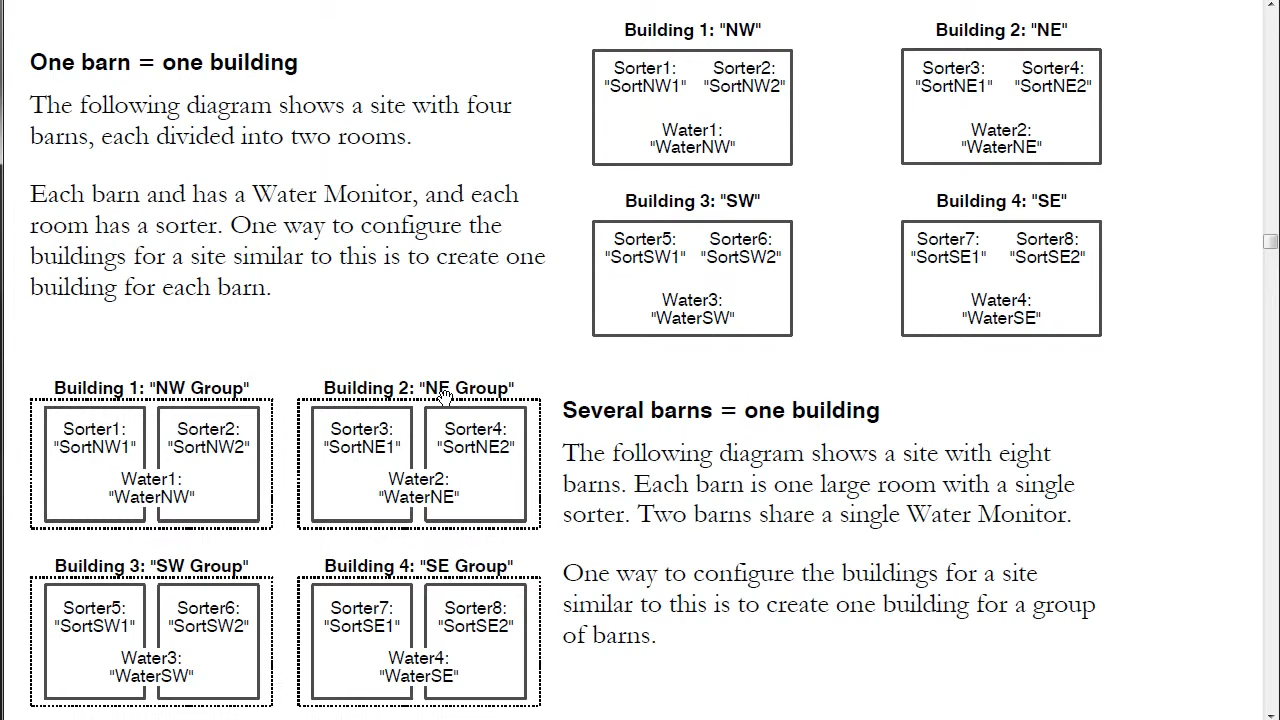 One barn = one building
The following diagram shows a site with four
barns, each divided into two rooms.
Each barn and has a Water Monitor, and each
room has a sorter. One way to configure the
buildings for a site similar to this is to create one
building for each barn.
Building 1: "NW"
Sorter1: Sorter2:
"SortNW1" "SortNW2"
Water1:
"WaterNW"
Building 2: "NE"
Sorter3: Sorter4:
"SortNE1" "SortNE2"
Water2:
"WaterNE"
Building 3: "SW"
Sorter5: Sorter6:
"SortSW1" "SortSW2"
Water3:
"WaterSW"
Building 4: "SE"
Sorter7: Sorter8:
"SortSE1" "SortSE2"
Water4:
"WaterSE"
Building 1: "NW Group"
Sorter1: Sorter2:
"SortNW1" "SortNW2"
Water1:
"WaterNW"
Building 2: "NE Group"
Sorter3: Sorter4:
"SortNE1" "SortNE2"
Water2:
"WaterNE"
Building 3: "SW Group"
Sorter5: Sorter6:
"SortSW1" "SortSW2"
Water3:
"WaterSW"
Building 4: "SE Group"
Sorter7: Sorter8:
"SortSE1" "SortSE2"
Water4:
"WaterSE"
Several barns = one building
The following diagram shows a site with eight
barns. Each barn is one large room with a single
sorter. Two barns share a single Water Monitor.
One way to configure the buildings for a site
similar to this is to create one building for a group
of barns.